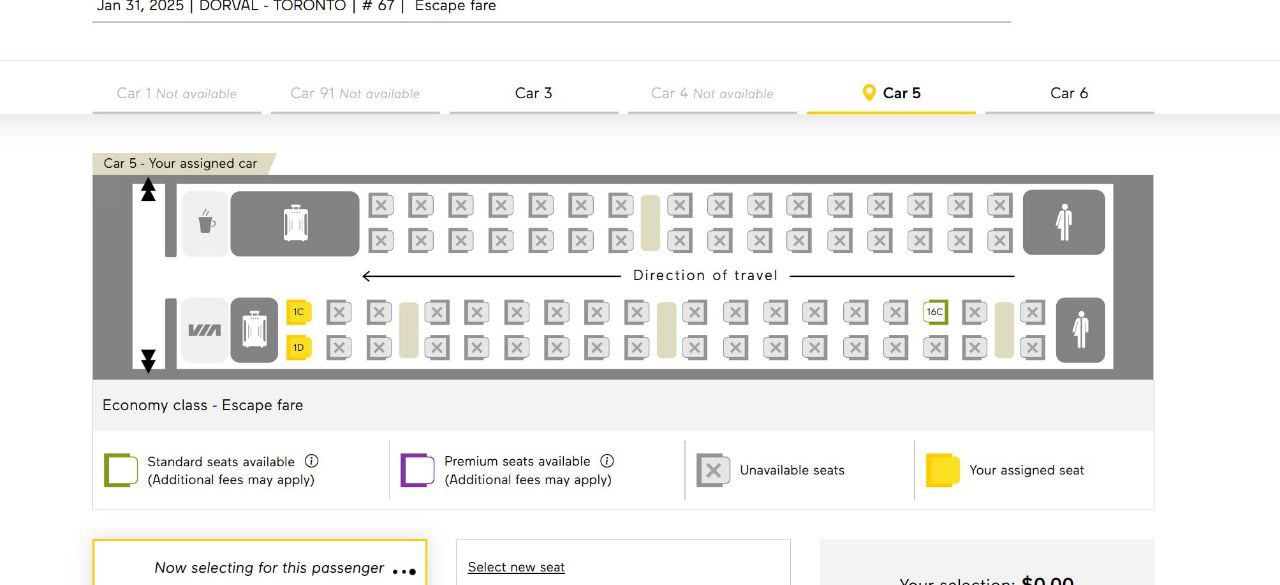 Jan 31, 2025 | DORVAL - TORONTO | # 67 | Escape fare
Car 1 Not available
Car 91 Not available
Car 3
Car 4 Not available
Car 5
Car 6
Car 5 - Your assigned car
Direction of travel
VIA
1C
16C
1D
Economy class - Escape fare
Standard seats available
(Additional fees may apply)
Premium seats available
(Additional fees may apply)
Unavailable seats
Your assigned seat
Now selecting for this passenger
Select new seat
Your selection: $0.00